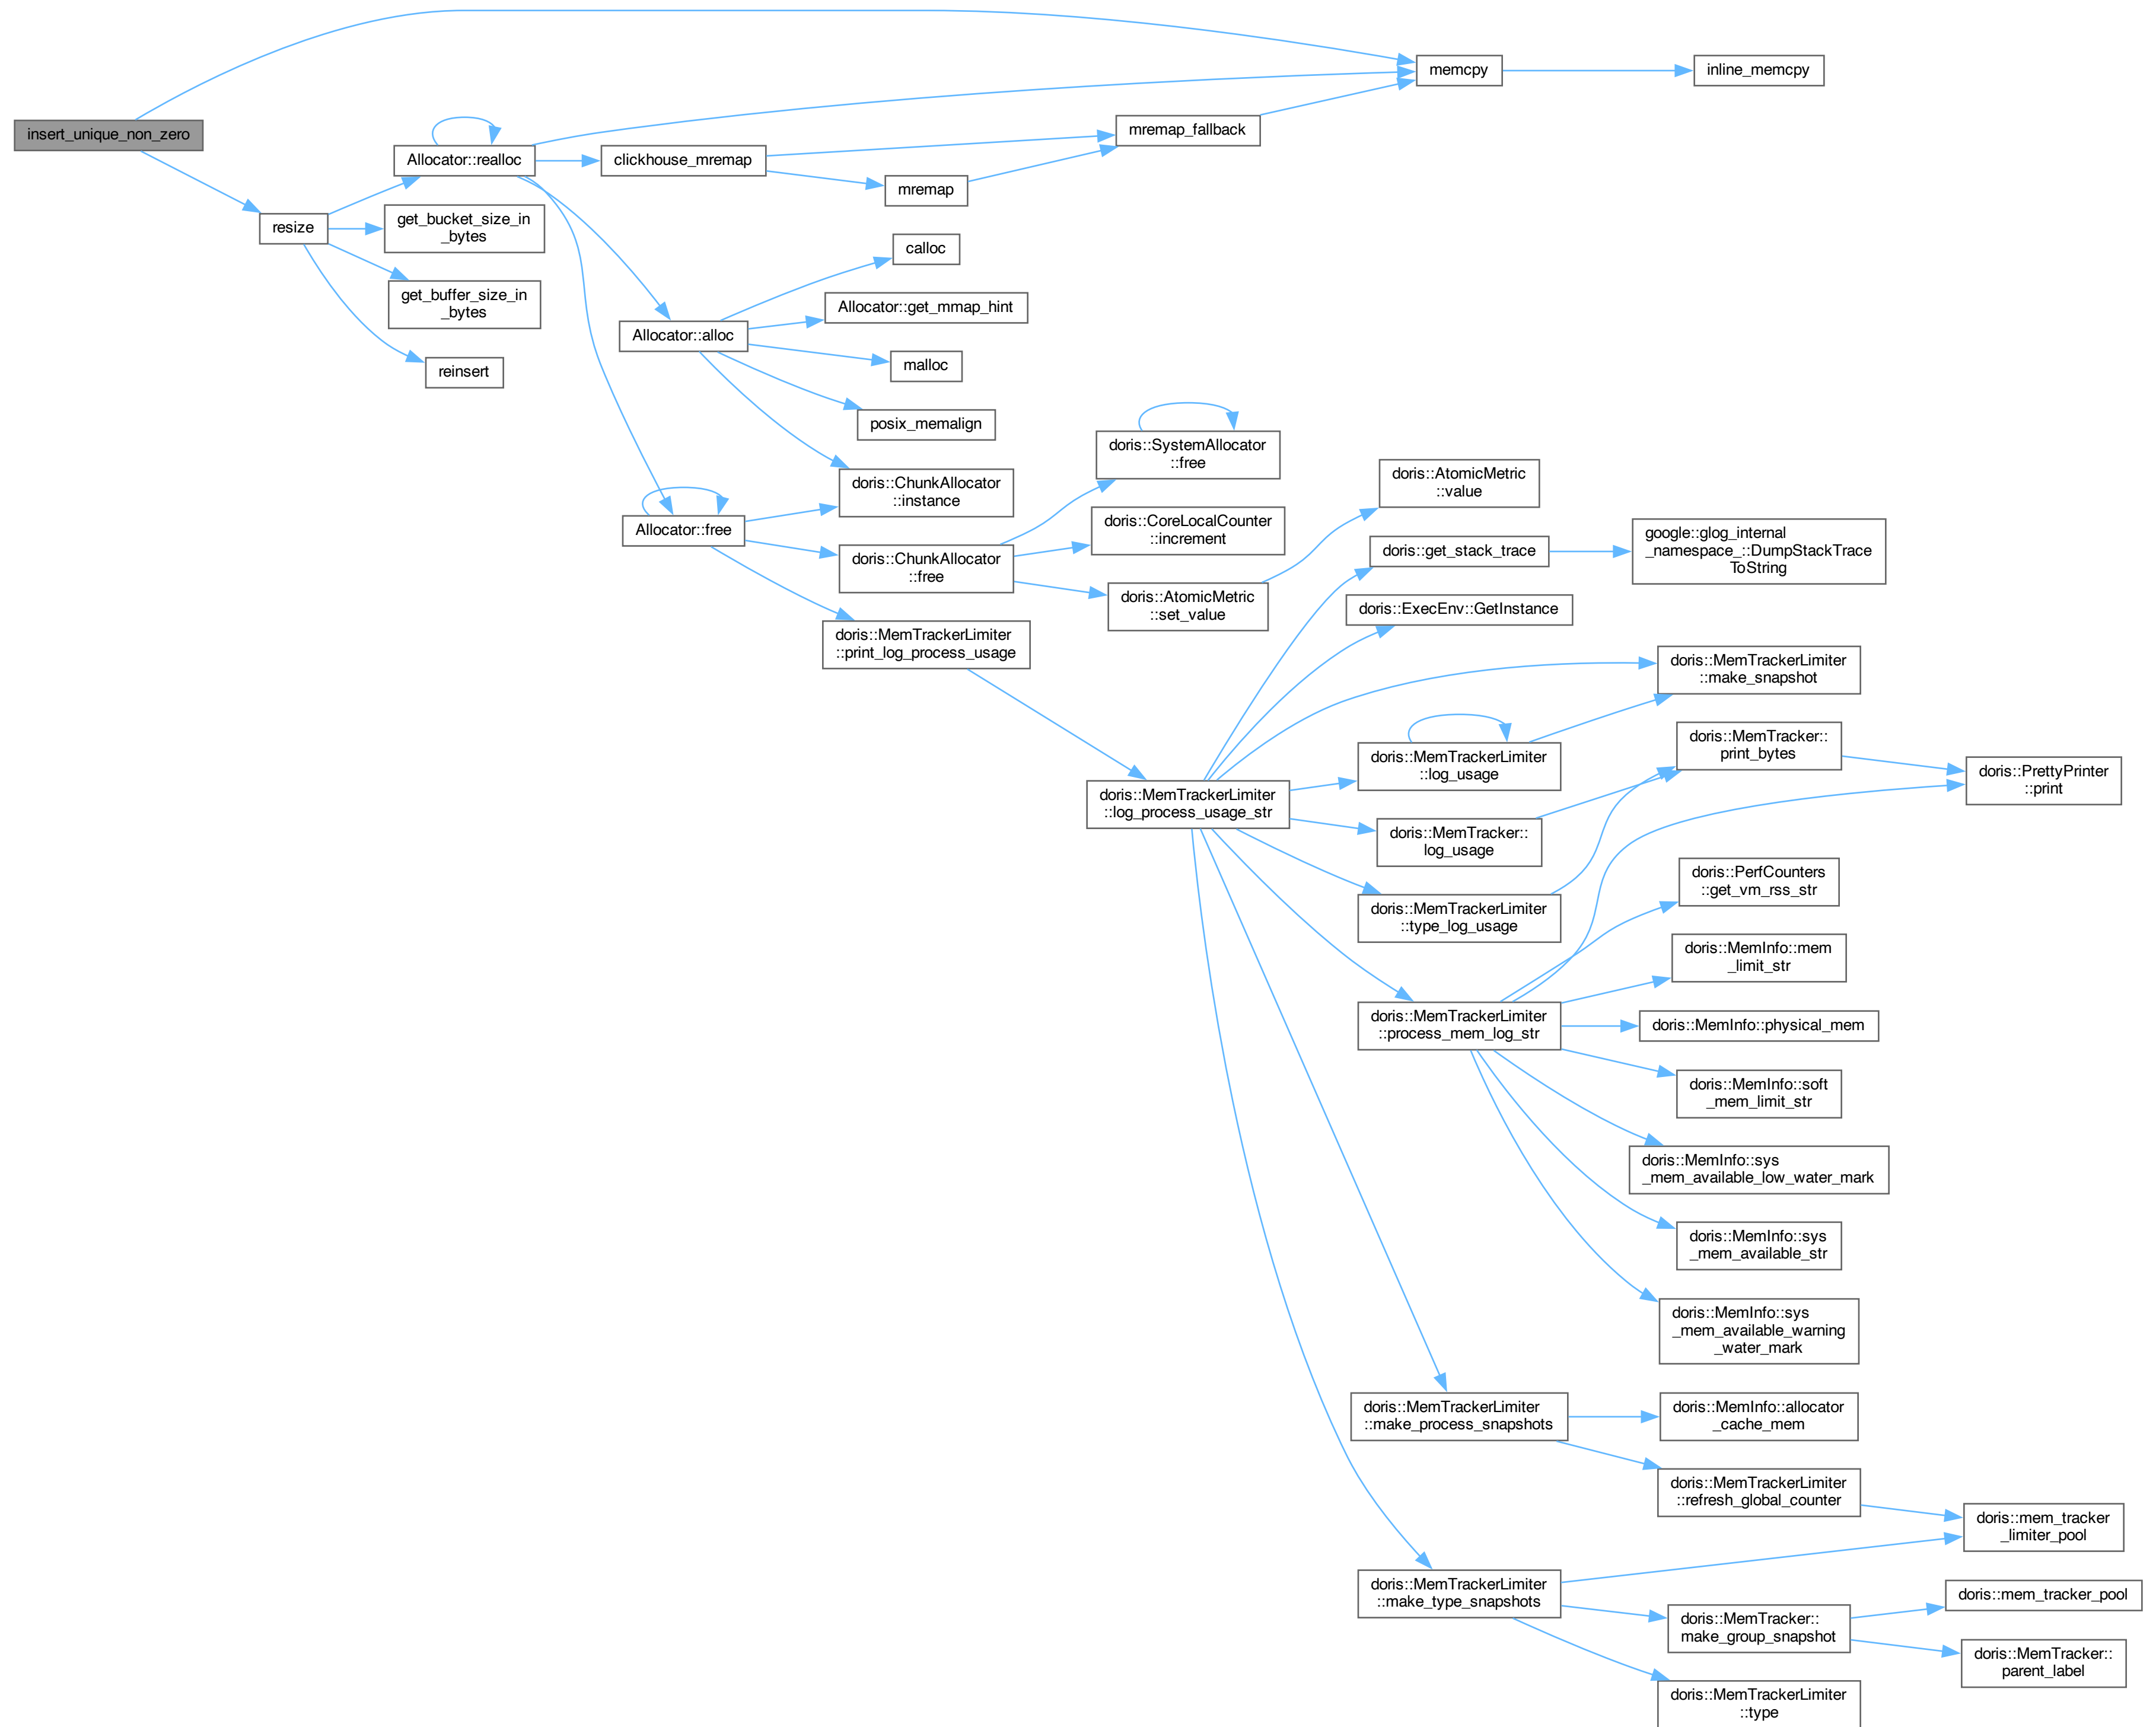 insert_unique_non_zero
resize
Allocator::realloc
get_bucket_size_in
_bytes
get_buffer_size_in
_bytes
reinsert
clickhouse_mremap
Allocator::alloc
Allocator::free
mremap
calloc
Allocator::get_mmap_hint
malloc
posix_memalign
doris::ChunkAllocator
::instance
doris::ChunkAllocator
::free
doris::MemTrackerLimiter
::print_log_process_usage
mremap_fallback
doris::SystemAllocator
::free
doris::CoreLocalCounter
::increment
doris::AtomicMetric
::set_value
doris::MemTrackerLimiter
::log_process_usage_str
memcpy
doris::AtomicMetric
::value
doris::get_stack_trace
doris::ExecEnv::GetInstance
doris::MemTrackerLimiter
::log_usage
doris::MemTracker::
log_usage
doris::MemTrackerLimiter
::type_log_usage
doris::MemTrackerLimiter
::process_mem_log_str
doris::MemTrackerLimiter
::make_process_snapshots
doris::MemTrackerLimiter
::make_type_snapshots
inline_memcpy
google::glog_internal
_namespace_::DumpStackTrace
ToString
doris::MemTrackerLimiter
::make_snapshot
doris::MemTracker::
print_bytes
doris::PerfCounters
::get_vm_rss_str
doris::MemInfo::mem
_limit_str
doris::MemInfo::physical_mem
doris::MemInfo::soft
_mem_limit_str
doris::MemInfo::sys
_mem_available_low_water_mark
doris::MemInfo::sys
_mem_available_str
doris::MemInfo::sys
_mem_available_warning
_water_mark
doris::MemInfo::allocator
_cache_mem
doris::MemTrackerLimiter
::refresh_global_counter
doris::MemTracker::
make_group_snapshot
doris::MemTrackerLimiter
::type
doris::PrettyPrinter
::print
doris::mem_tracker
_limiter_pool
doris::mem_tracker_pool
doris::MemTracker::
parent_label